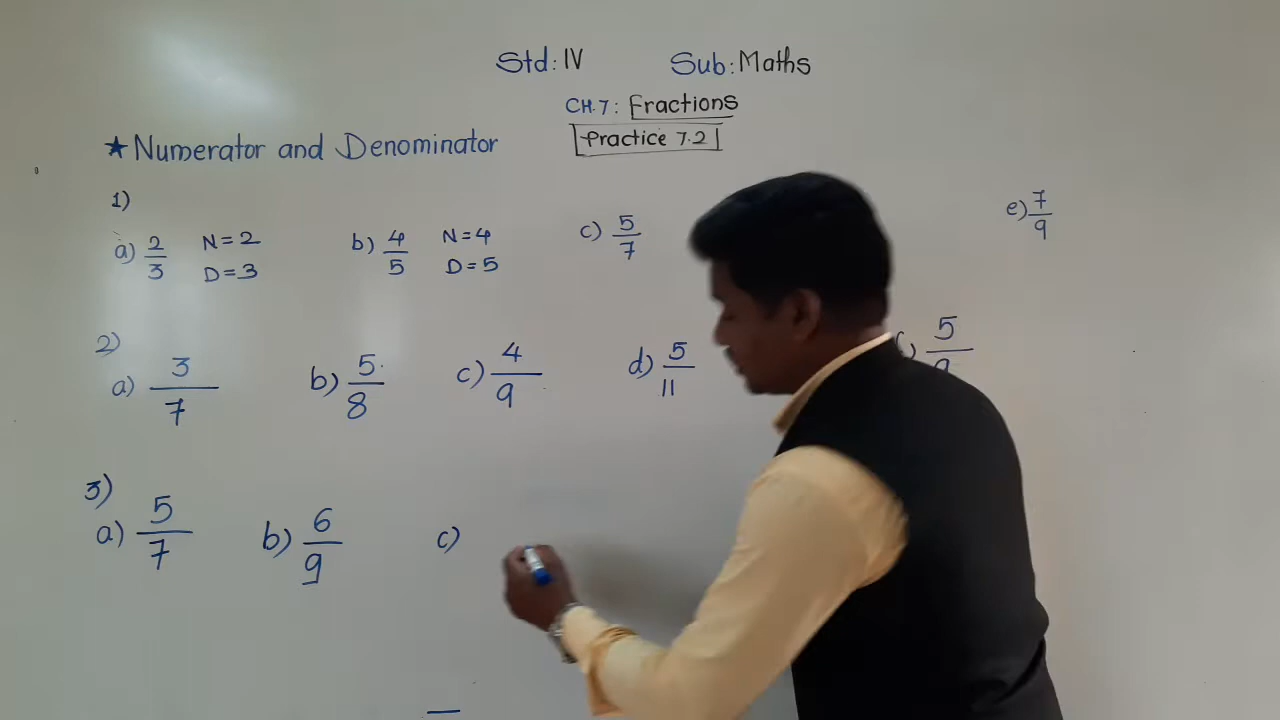 Std: IV Sub: Maths
CH.7: Fractions
Practice 7.2
★ Numerator and Denominator
1)
a) 2/3 N=2 D=3 b) 4/5 N=4 D=5 c) 5/7 e) 7/9
2)
a) 3/7 b) 5/8 c) 4/9 d) 5/11 5/9
3)
a) 5/7 b) 6/9 c)